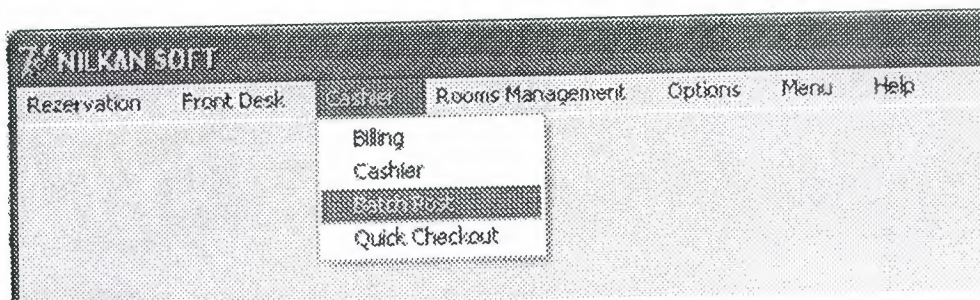 NILKAN SOFT
Rezervation Front Desk Cashier Rooms Management Options Menu Help
Billing
Cashier
Batch Post
Quick Checkout